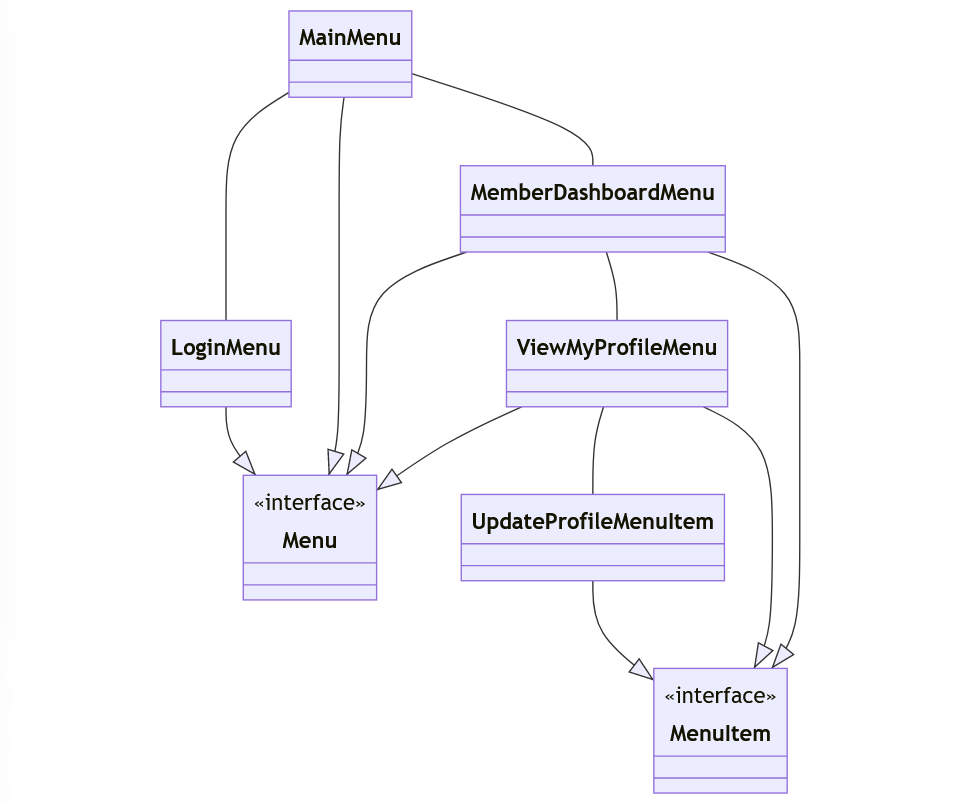 MainMenu
MemberDashboardMenu
LoginMenu
ViewMyProfileMenu
«interface»
Menu
UpdateProfileMenuItem
«interface»
MenuItem